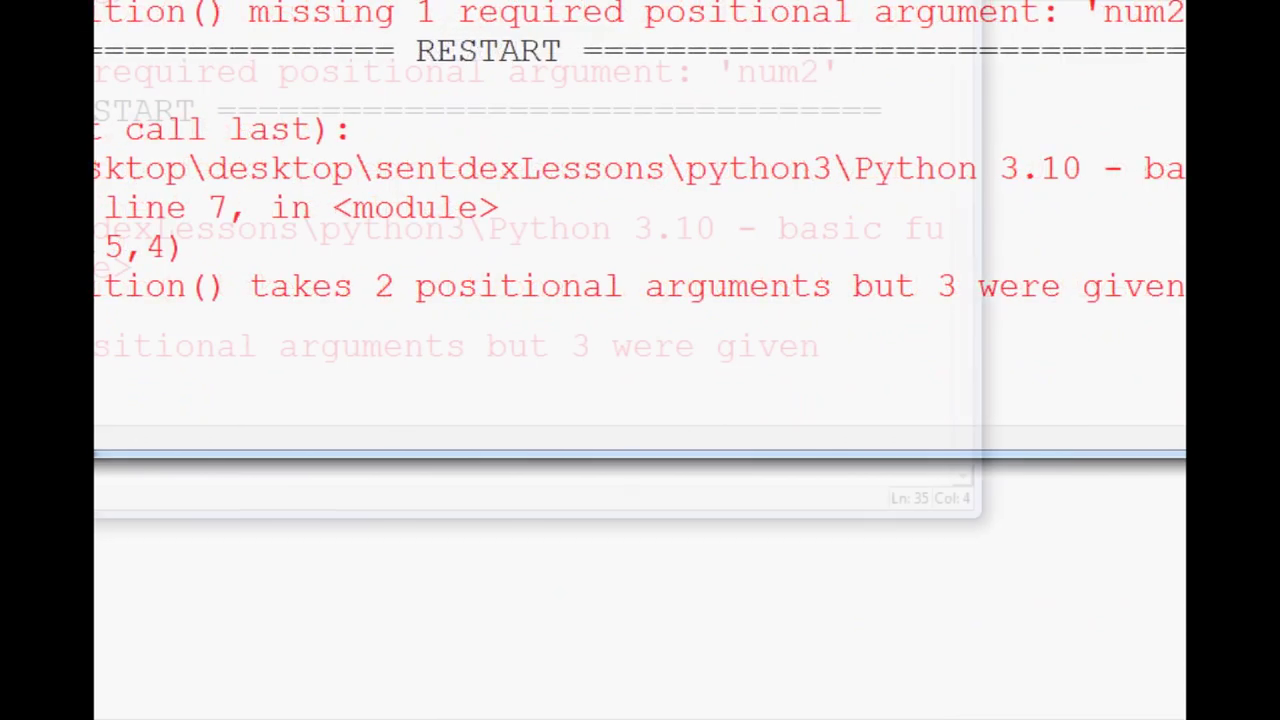 ition() missing 1 required positional argument: 'num2
=============== RESTART =============================
required positional argument: 'num2'
START ================================
t call last):
sktop\desktop\sentdexLessons\python3\Python 3.10 - ba
line 7, in <module>
dexLessons\python3\Python 3.10 - basic fu
5,4)
e>
ition() takes 2 positional arguments but 3 were given
sitional arguments but 3 were given
Ln: 35 Col: 4